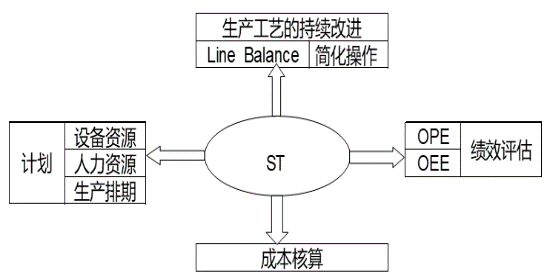 生产工艺的持续改进
Line Balance 简化操作
计划
设备资源
人力资源
生产排期
ST
OPE
OEE
绩效评估
成本核算